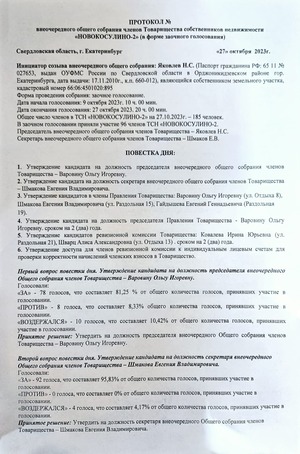 ПРОТОКОЛ №
внеочередного общего собрания членов Товарищества собственников недвижимости
«НОВОКОСУЛИНО-2» (в форме заочного голосования)
Свердловская область, г. Екатеринбург «27» октября 2023г.
Инициатор созыва внеочередного общего собрания: Яковлев Н.С. (Паспорт гражданина РФ: 65 11 №
027653, выдан ОУФМС России по Свердловской области в Орджоникидзевском районе гор.
Екатеринбурга, дата выдачи: 17.11.2010г., к.п. 660-012), являющийся собственником земельного участка,
кадастровый номер 66:06:4501020:895
Форма проведения собрания: заочное голосование.
Дата начала голосования: 9 октября 2023г. 10 ч. 00 мин.
Дата окончания голосования: 27 октября 2023. 20 ч. 00 мин.
Общее число членов в ТСН «НОВОКОСУЛИНО-2» на 27.10.2023г. – 185 человек.
В заочном голосовании приняли участие 96 членов ТСН «НОВОКОСУЛИНО-2».
Председатель внеочередного общего собрания членов Товарищества – Яковлев Н.С.
Секретарь внеочередного общего собрания членов Товарищества – Шмаков Е.В.
ПОВЕСТКА ДНЯ:
1. Утверждение кандидата на должность председателя внеочередного общего собрания членов
Товарищества – Варовину Ольгу Игоревну.
2. Утверждение кандидата на должность секретаря внеочередного общего собрания членов Товарищества
– Шмакова Евгения Владимировича.
3. Утверждение кандидатов в члены Правления Товарищества: Варовину Ольгу Игоревну (ул. Отдыха 8),
Шмакова Евгения Владимировича (ул. Раздольная 15), Габдышева Евгений Геннадьевича (Раздольная
19).
4. Утверждение кандидата на должность председателя Правления Товарищества - Варовину Ольгу
Игоревну. сроком на 2 (два) года.
5. Утверждение кандидатов ревизионной комиссии Товарищества: Ковалева Ирина Юрьевна (ул.
Раздольная 21), Шварц Алиса Александровна (ул. Отдыха 13) . сроком на 2 (два) года.
6. Утверждение доступа для членов ревизионной комиссии к индивидуальным лицевым счетам для
проверки корректности начислений членских взносов в Товарищество.
Первый вопрос повестки дня. Утверждение кандидата на должность председателя внеочередного
Общего собрания членов Товарищества – Варовину Ольгу Игоревну.
Голосовали:
«ЗА» - 78 голосов, что составляет 81,25 % от общего количества голосов, принявших участие в
голосовании.
«ПРОТИВ» - 8 голоса, что составляет 8,33% общего количества голосов, принявших участие в
голосовании.
«ВОЗДЕРЖАЛСЯ» - 10 голосов, что составляет 10,42% от общего количества голосов, принявших участие в
голосовании.
Принятое решение: Утвердить на должность председателя внеочередного Общего собрания членов
Товарищества – Варовину Ольгу Игоревну.
Второй вопрос повестки дня. Утверждение кандидата на должность секретаря внеочередного
Общего собрания членов Товарищества – Шмакова Евгения Владимировича.
Голосовали:
«ЗА» - 92 голоса, что составляет 95,83% от общего количества голосов, принявших участие в
голосовании.
«ПРОТИВ» - 0 голосов, что составляет 0% от общего количества голосов, принявших участие в
голосовании.
«ВОЗДЕРЖАЛСЯ» - 4 голоса, что составляет 4,17% от общего количества голосов, принявших участие в
голосовании.
Принятое решение: Утвердить на должность секретаря внеочередного Общего собрания членов
Товарищества – Шмакова Евгения Владимировича.